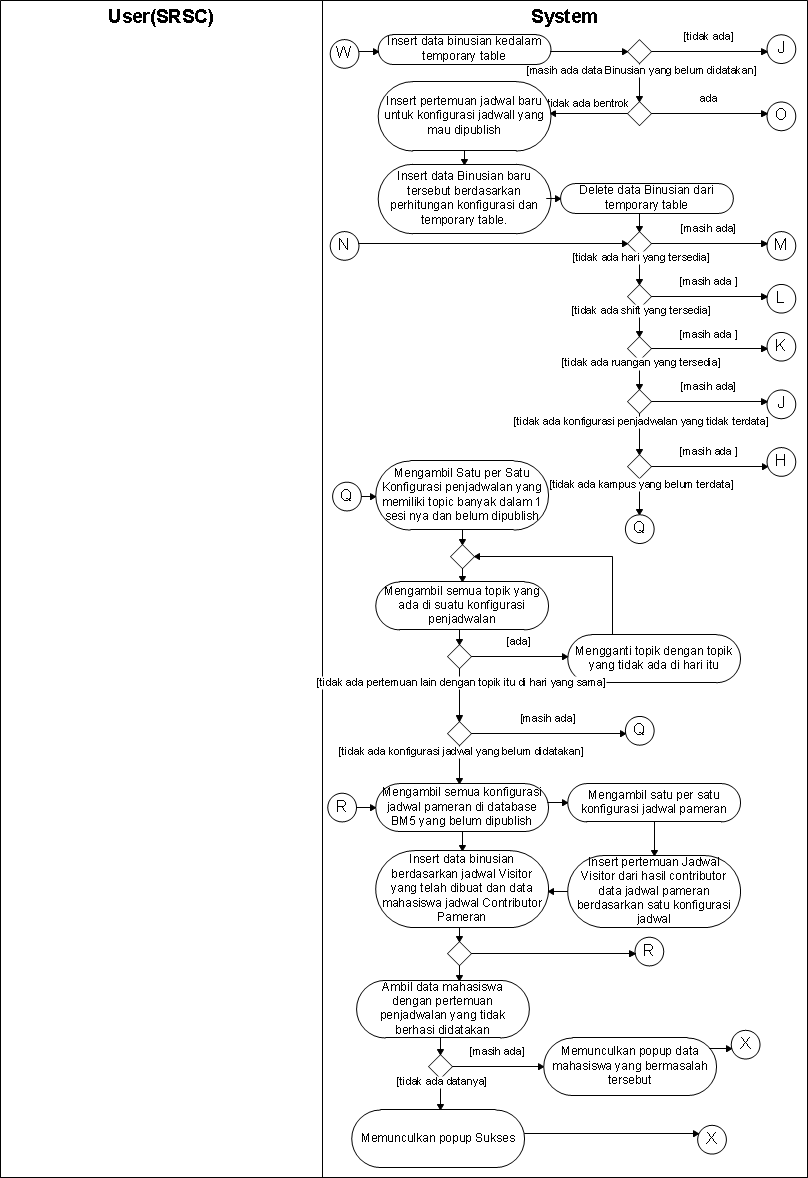 User(SRSC)
System
W
Insert data binusian kedalam
temporary table
[tidak ada]
J
[masih ada data Binusian yang belum didatakan]
Insert pertemuan jadwal baru
untuk konfigurasi jadwall yang
mau dipublish
tidak ada bentrok
ada
O
Insert data Binusian baru
tersebut berdasarkan
perhitungan konfigurasi dan
temporary table.
Delete data Binusian dari
temporary table
N
[masih ada]
M
[tidak ada hari yang tersedia]
[masih ada ]
L
[tidak ada shift yang tersedia]
[masih ada ]
K
[tidak ada ruangan yang tersedia]
[masih ada]
J
[tidak ada konfigurasi penjadwalan yang tidak terdata]
[masih ada ]
H
[tidak ada kampus yang belum terdata]
Q
Q
Mengambil Satu per Satu
Konfigurasi penjadwalan yang
memiliki topic banyak dalam 1
sesi nya dan belum dipublish
Mengambil semua topik yang
ada di suatu konfigurasi
penjadwalan
[ada]
Mengganti topik dengan topik
yang tidak ada di hari itu
[tidak ada pertemuan lain dengan topik itu di hari yang sama]
[masih ada]
Q
[tidak ada konfigurasi jadwal yang belum didatakan]
R
Mengambil semua konfigurasi
jadwal pameran di database
BM5 yang belum dipublish
Mengambil satu per satu
konfigurasi jadwal pameran
Insert data binusian
berdasarkan jadwal Visitor
yang telah dibuat dan data
mahasiswa jadwal Contributor
Pameran
Insert pertemuan Jadwal
Visitor dari hasil contributor
data jadwal pameran
berdasarkan satu konfigurasi
jadwal
R
Ambil data mahasiswa
dengan pertemuan
penjadwalan yang tidak
berhasi didatakan
[masih ada]
Memunculkan popup data
mahasiswa yang bermasalah
tersebut
X
[tidak ada datanya]
Memunculkan popup Sukses
X